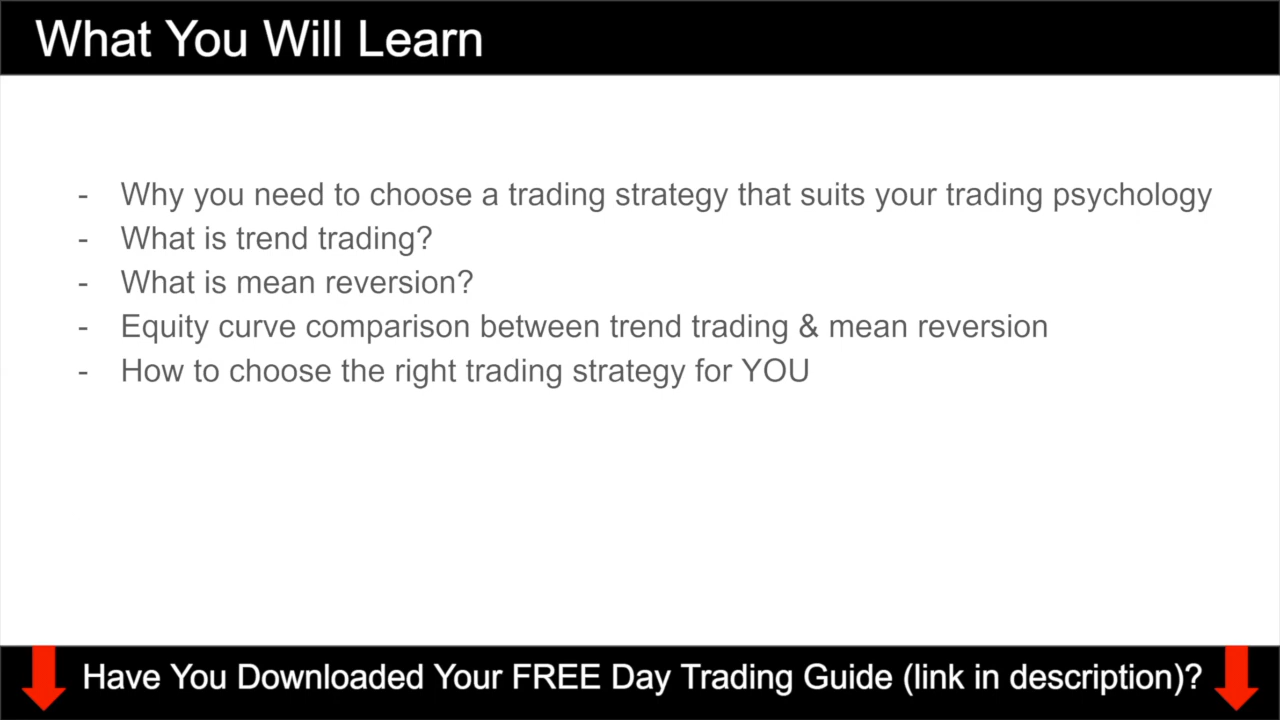 What You Will Learn
- Why you need to choose a trading strategy that suits your trading psychology
- What is trend trading?
- What is mean reversion?
- Equity curve comparison between trend trading & mean reversion
- How to choose the right trading strategy for YOU
Have You Downloaded Your FREE Day Trading Guide (link in description)?